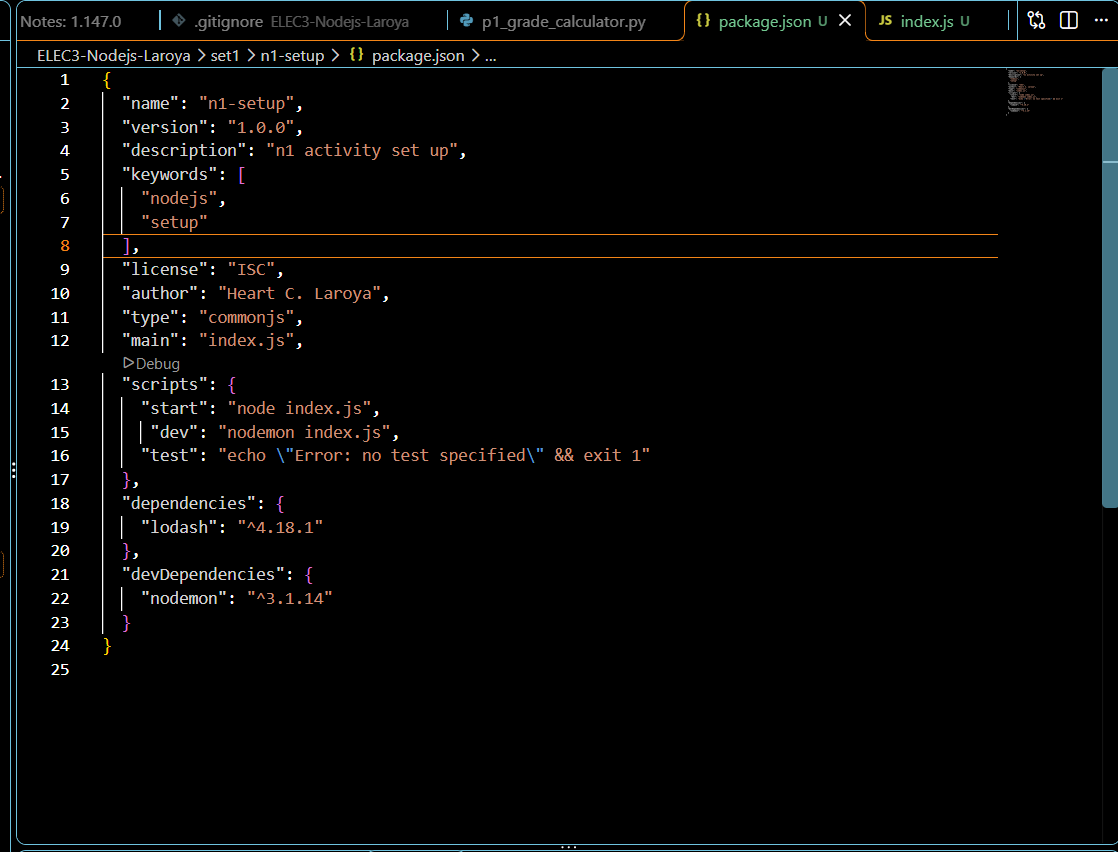 Notes: 1.147.0 .gitignore ELEC3-Nodejs-Laroya p1_grade_calculator.py {} package.json U JS index.js U
ELEC3-Nodejs-Laroya > set1 > n1-setup > {} package.json > ...
1 {
2 "name": "n1-setup",
3 "version": "1.0.0",
4 "description": "n1 activity set up",
5 "keywords": [
6 "nodejs",
7 "setup"
8 ],
9 "license": "ISC",
10 "author": "Heart C. Laroya",
11 "type": "commonjs",
12 "main": "index.js",
Debug
13 "scripts": {
14 "start": "node index.js",
15 "dev": "nodemon index.js",
16 "test": "echo \"Error: no test specified\" && exit 1"
17 },
18 "dependencies": {
19 "lodash": "^4.18.1"
20 },
21 "devDependencies": {
22 "nodemon": "^3.1.14"
23 }
24 }
25